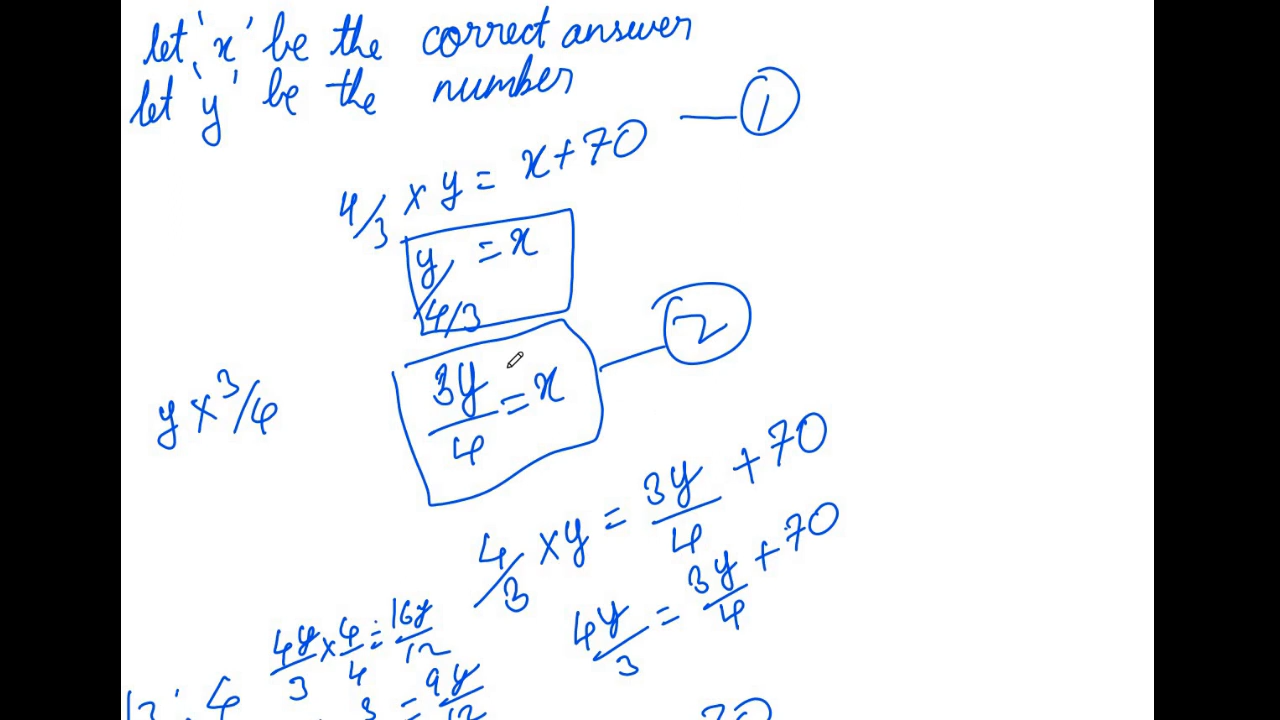 let 'x' be the correct answer
let 'y' be the number
4/3 × y = x + 70 — ①
y/4/3 = x
3y/4 = x — ②
y × 3/4
4/3 × y = 3y/4 + 70
4y/3 = 3y/4 + 70
4y/3 × 4/4 = 16y/12
3 = 9y/12